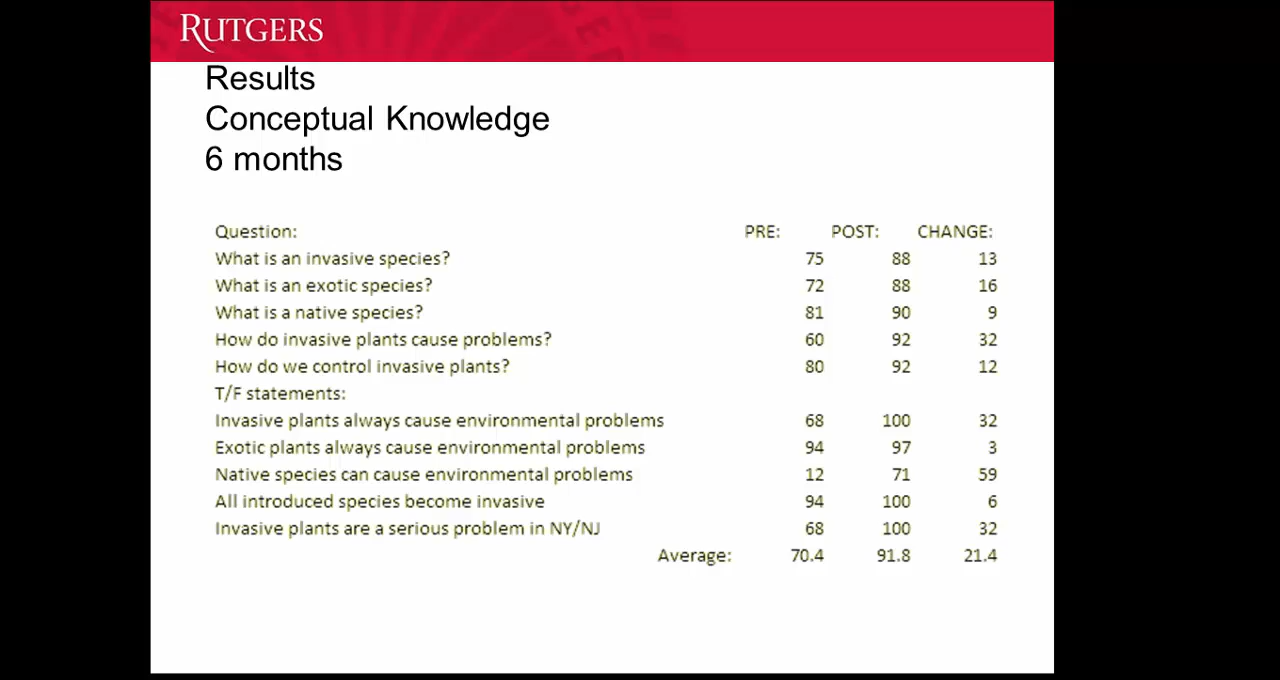 RUTGERS
Results
Conceptual Knowledge
6 months
Question: PRE: POST: CHANGE:
What is an invasive species? 75 88 13
What is an exotic species? 72 88 16
What is a native species? 81 90 9
How do invasive plants cause problems? 60 92 32
How do we control invasive plants? 80 92 12
T/F statements:
Invasive plants always cause environmental problems 68 100 32
Exotic plants always cause environmental problems 94 97 3
Native species can cause environmental problems 12 71 59
All introduced species become invasive 94 100 6
Invasive plants are a serious problem in NY/NJ 68 100 32
Average: 70.4 91.8 21.4